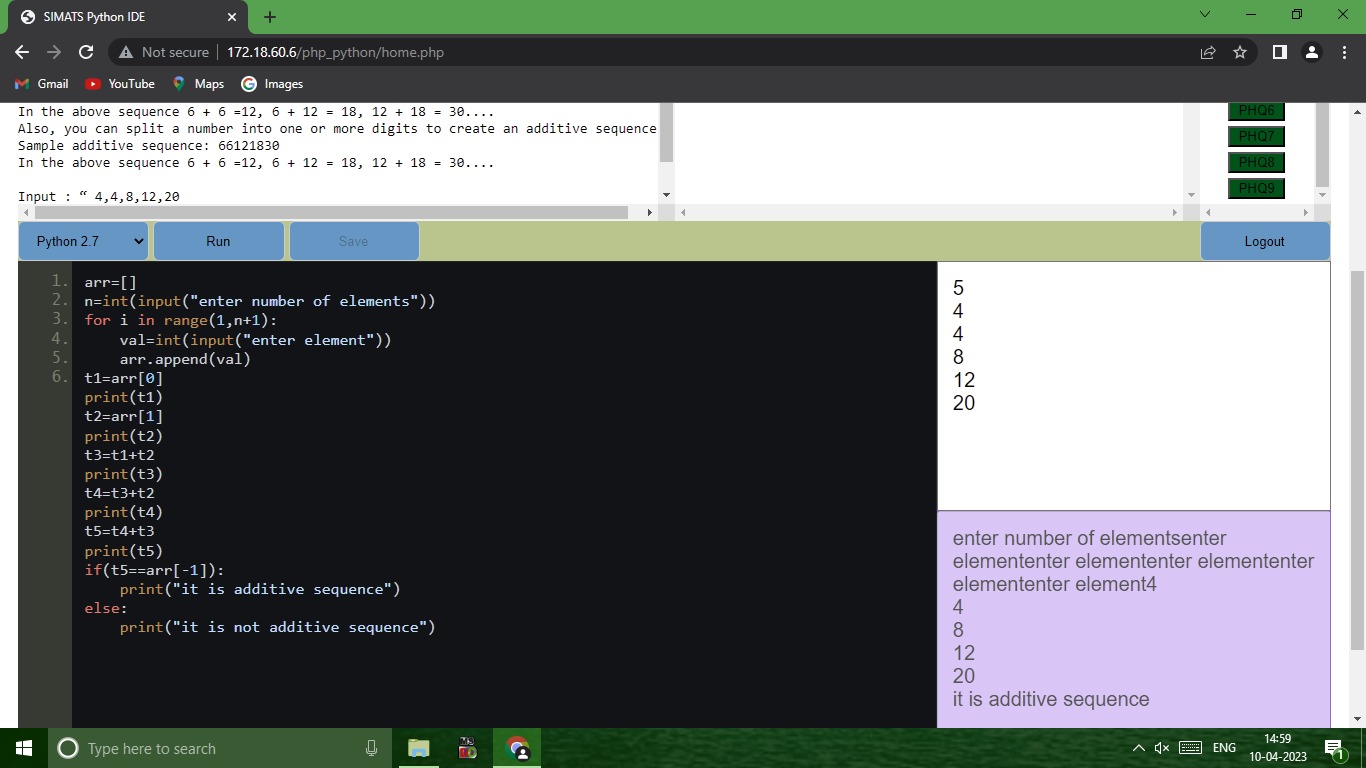 SIMATS Python IDE
Not secure 172.18.60.6/php_python/home.php
Gmail YouTube Maps Images
In the above sequence 6 + 6 =12, 6 + 12 = 18, 12 + 18 = 30....
Also, you can split a number into one or more digits to create an additive sequence
Sample additive sequence: 66121830
In the above sequence 6 + 6 =12, 6 + 12 = 18, 12 + 18 = 30....
Input : “ 4,4,8,12,20
PHQ6
PHQ7
PHQ8
PHQ9
Python 2.7 Run Save Logout
1. arr=[]
2. n=int(input("enter number of elements"))
3. for i in range(1,n+1):
4.     val=int(input("enter element"))
5.     arr.append(val)
6. t1=arr[0]
print(t1)
t2=arr[1]
print(t2)
t3=t1+t2
print(t3)
t4=t3+t2
print(t4)
t5=t4+t3
print(t5)
if(t5==arr[-1]):
    print("it is additive sequence")
else:
    print("it is not additive sequence")
5
4
4
8
12
20
enter number of elementsenter
elemententer elemententer elemententer
elemententer element4
4
8
12
20
it is additive sequence
Type here to search
ENG
14:59
10-04-2023
1